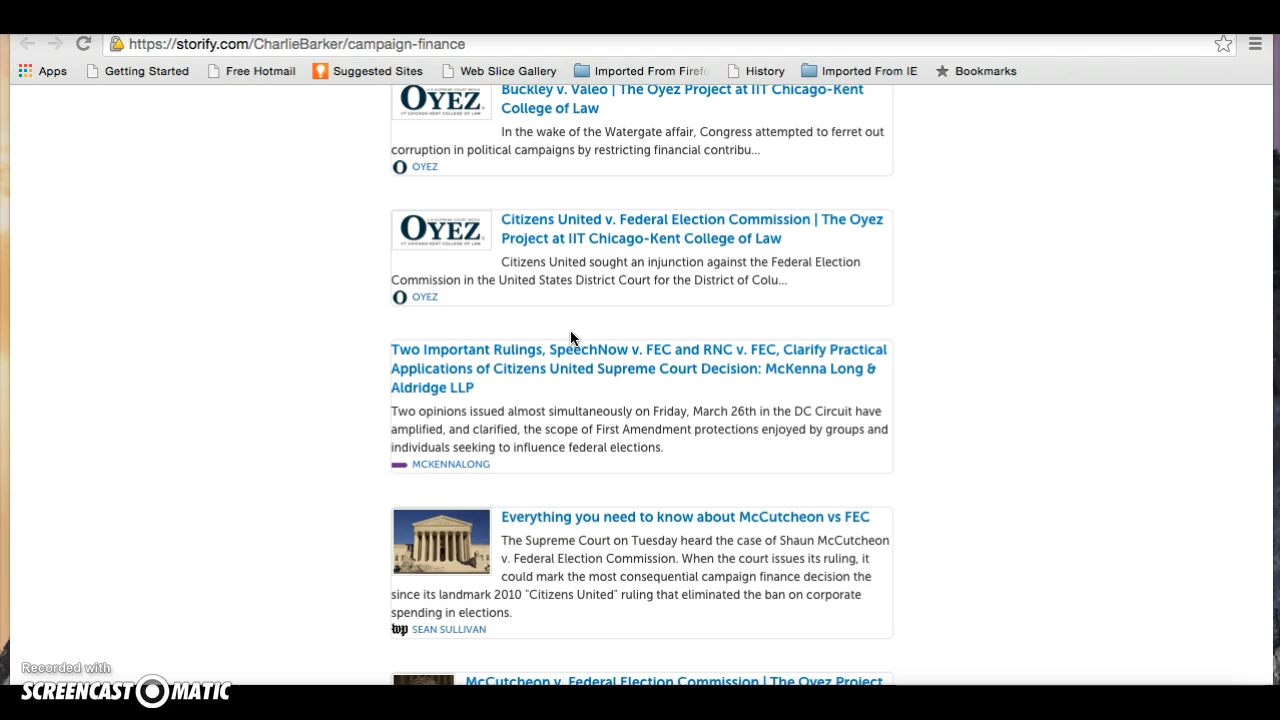 https://storify.com/CharlieBarker/campaign-finance
Apps Getting Started Free Hotmail Suggested Sites Web Slice Gallery Imported From Firefo History Imported From IE Bookmarks
OYEZ
Buckley v. Valeo | The Oyez Project at IIT Chicago-Kent
College of Law
In the wake of the Watergate affair, Congress attempted to ferret out
corruption in political campaigns by restricting financial contribu...
OYEZ
OYEZ
IIT CHICAGO-KENT COLLEGE OF LAW
Citizens United v. Federal Election Commission | The Oyez
Project at IIT Chicago-Kent College of Law
Citizens United sought an injunction against the Federal Election
Commission in the United States District Court for the District of Colu...
OYEZ
Two Important Rulings, SpeechNow v. FEC and RNC v. FEC, Clarify Practical
Applications of Citizens United Supreme Court Decision: McKenna Long &
Aldridge LLP
Two opinions issued almost simultaneously on Friday, March 26th in the DC Circuit have
amplified, and clarified, the scope of First Amendment protections enjoyed by groups and
individuals seeking to influence federal elections.
MCKENNALONG
Everything you need to know about McCutcheon vs FEC
The Supreme Court on Tuesday heard the case of Shaun McCutcheon
v. Federal Election Commission. When the court issues its ruling, it
could mark the most consequential campaign finance decision the
since its landmark 2010 "Citizens United" ruling that eliminated the ban on corporate
spending in elections.
wp SEAN SULLIVAN
McCutcheon v. Federal Election Commission | The Oyez Project
Recorded with
SCREENCAST-O-MATIC